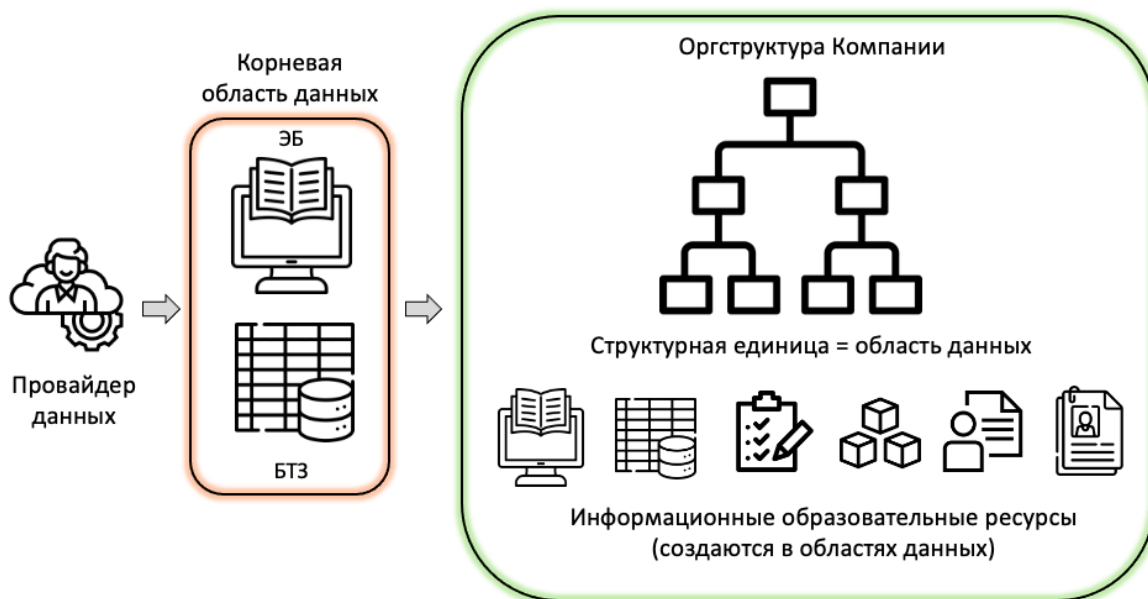 Провайдер
данных
Корневая
область данных
ЭБ
БТЗ
Оргструктура Компании
Структурная единица = область данных
Информационные образовательные ресурсы
(создаются в областях данных)